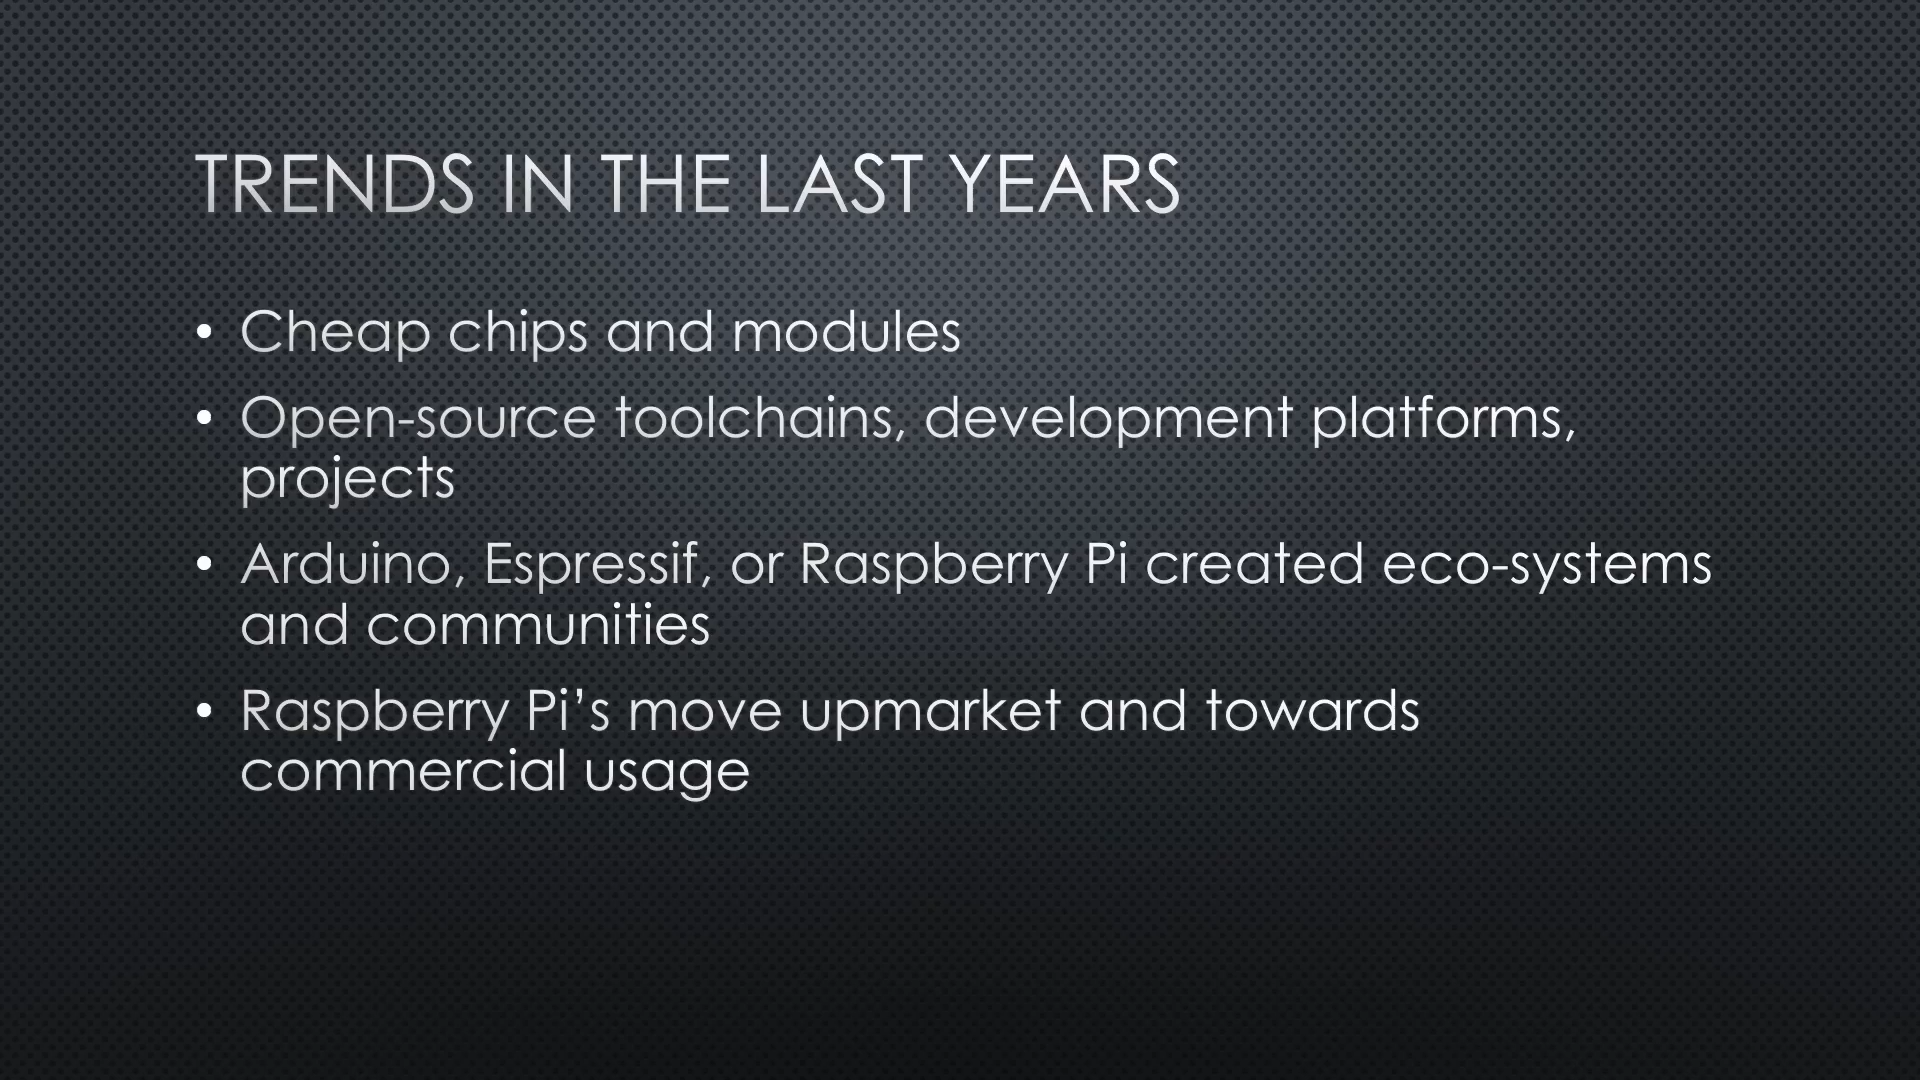 TRENDS IN THE LAST YEARS
• Cheap chips and modules
• Open-source toolchains, development platforms,
projects
• Arduino, Espressif, or Raspberry Pi created eco-systems
and communities
• Raspberry Pi’s move upmarket and towards
commercial usage